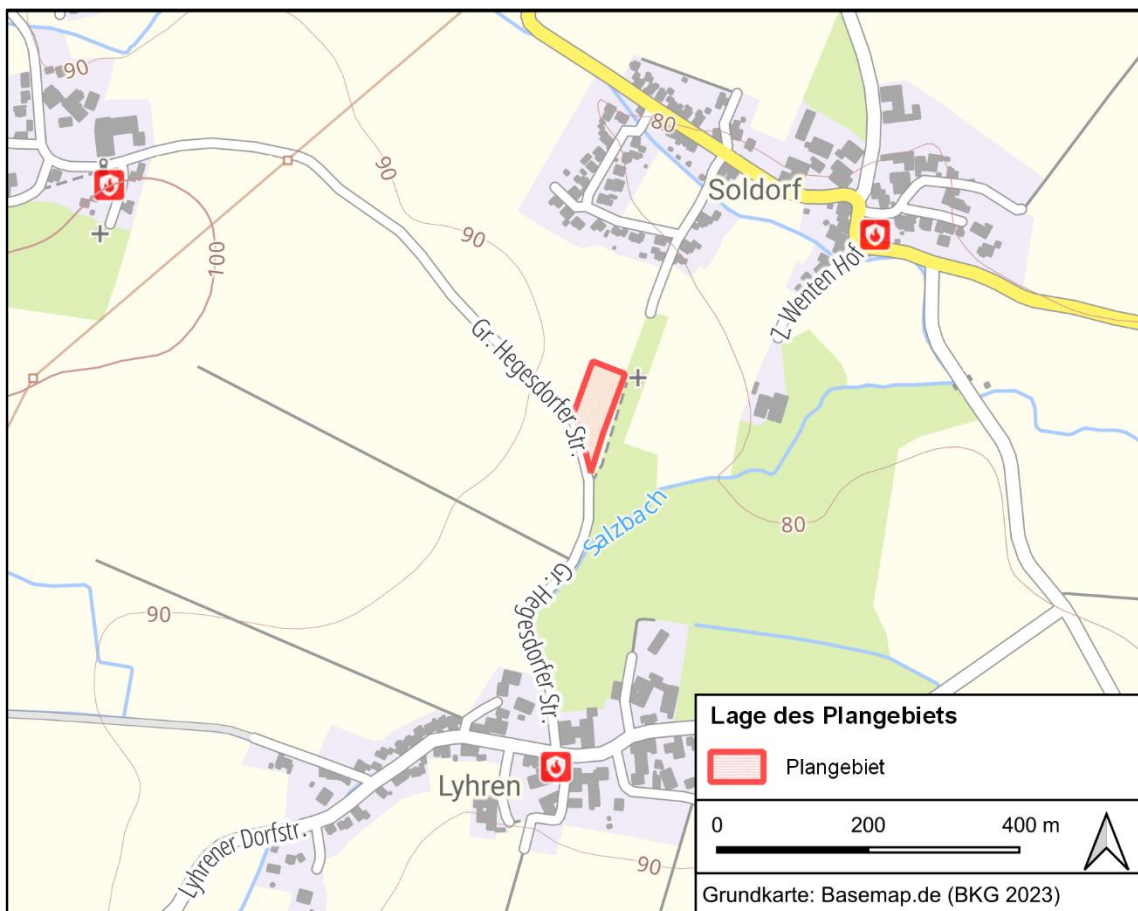 90
80
90
Soldorf
90
100
Z. Wenten Hof
Gr.-Hegesdorfer-Str.
80
Salzbach
Gr.-Hegesdorfer-Str.
90
Lage des Plangebiets
Plangebiet
Lyhren
0 200 400 m
Lyhrener Dorfstr.
90
Grundkarte: Basemap.de (BKG 2023)